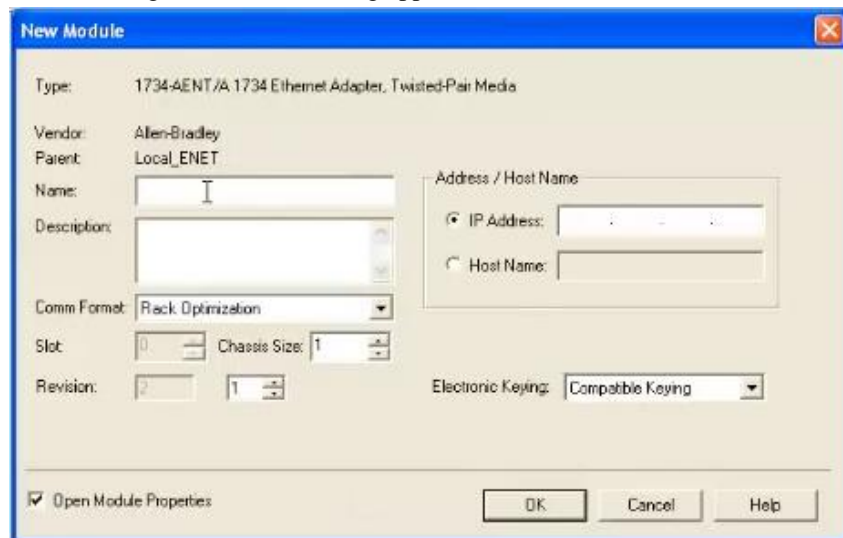 New Module
Type: 1734-AENT/A 1734 Ethernet Adapter, Twisted-Pair Media
Vendor: Allen-Bradley
Parent: Local_ENET
Name:
Description:
Address / Host Name
IP Address: . . .
Host Name:
Comm Format: Rack Optimization
Slot: 0 Chassis Size: 1
Revision: 2 1
Electronic Keying: Compatible Keying
Open Module Properties
OK Cancel Help